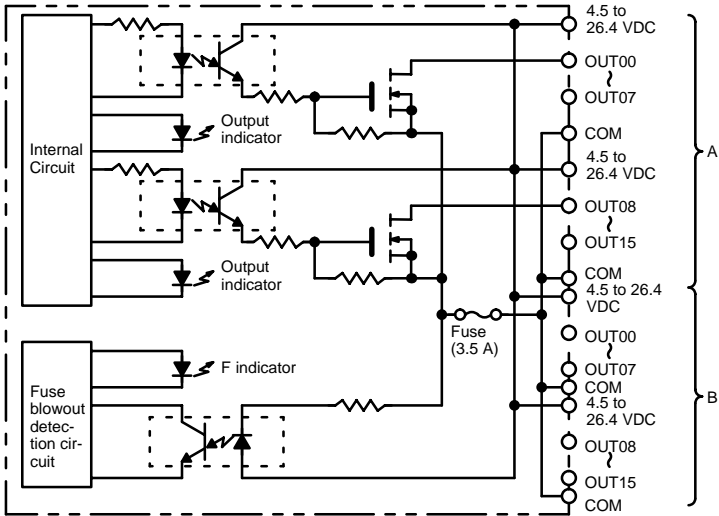 Internal
Circuit
Output
indicator
Output
indicator
Fuse
blowout
detec-
tion cir-
cuit
F indicator
Fuse
(3.5 A)
4.5 to
26.4 VDC
OUT00
OUT07
COM
4.5 to
26.4 VDC
OUT08
OUT15
COM
4.5 to 26.4
VDC
OUT00
OUT07
COM
4.5 to
26.4 VDC
OUT08
OUT15
COM
A
B